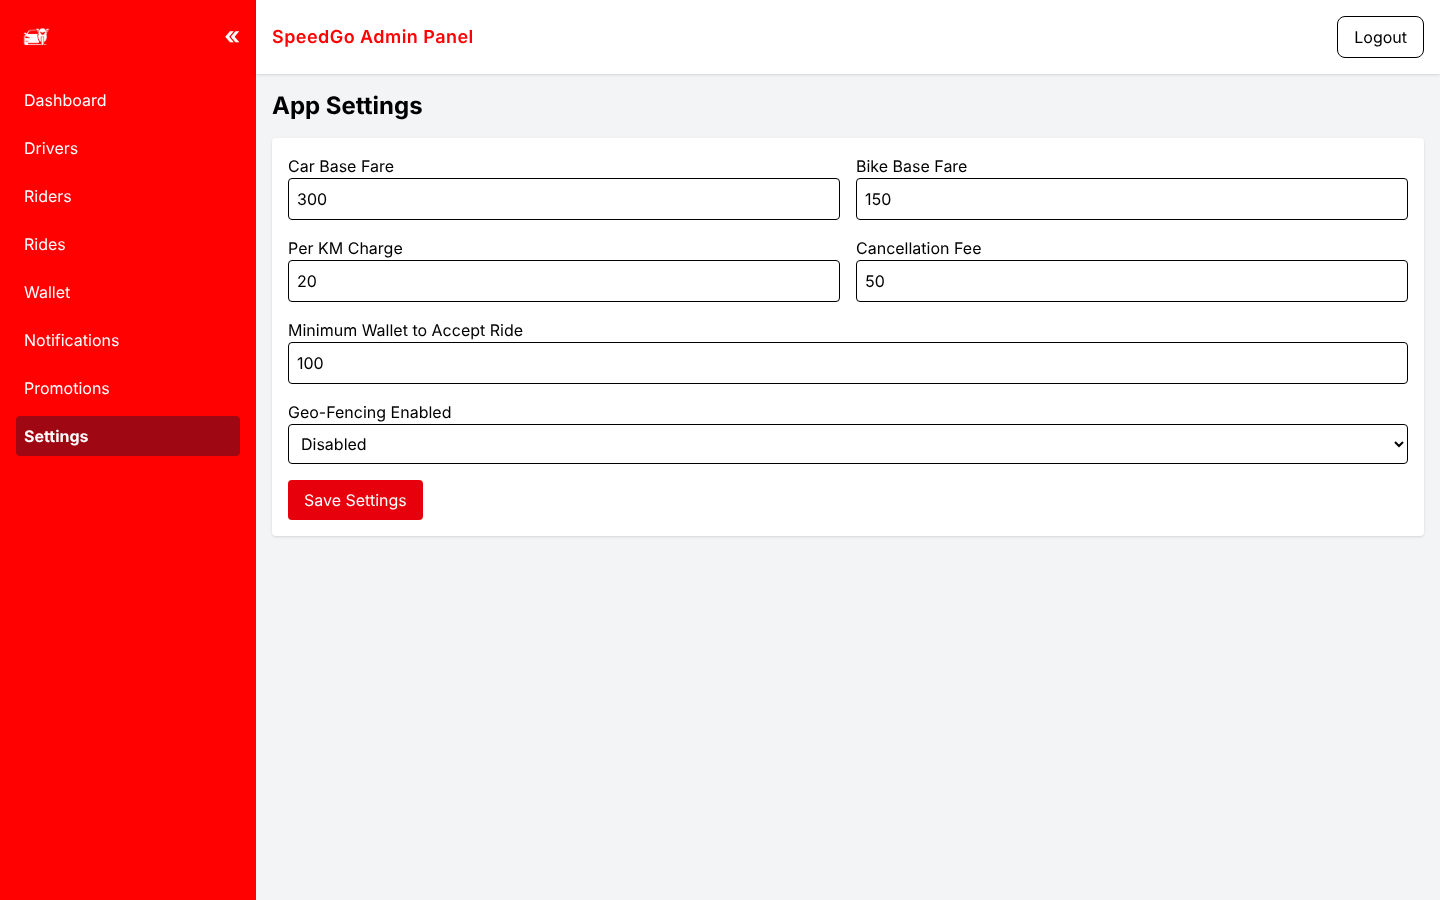 SpeedGo Admin Panel
Logout
Dashboard
Drivers
Riders
Rides
Wallet
Notifications
Promotions
Settings
App Settings
Car Base Fare
300
Bike Base Fare
150
Per KM Charge
20
Cancellation Fee
50
Minimum Wallet to Accept Ride
100
Geo-Fencing Enabled
Disabled
Save Settings